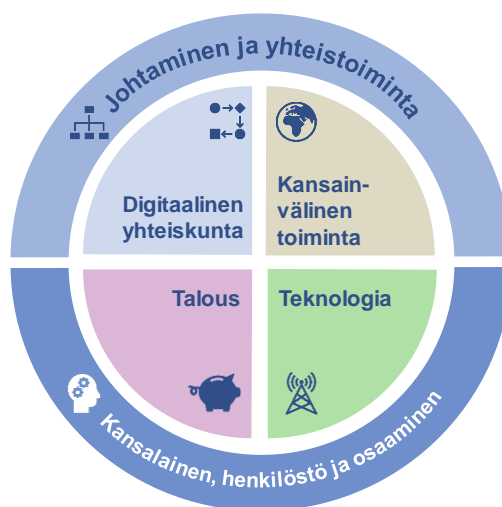 Johtaminen ja yhteistoiminta
Digitaalinen
yhteiskunta
Kansain-
välinen
toiminta
Talous
Teknologia
Kansalainen, henkilöstö ja osaaminen